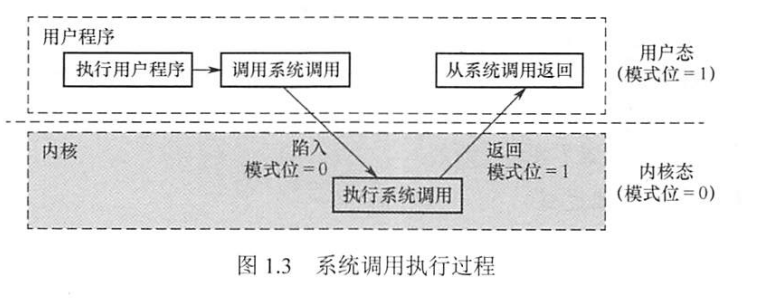 用户程序
执行用户程序
调用系统调用
从系统调用返回
用户态
(模式位=1)
内核
陷入
模式位=0
返回
模式位=1
执行系统调用
内核态
(模式位=0)
图 1.3 系统调用执行过程